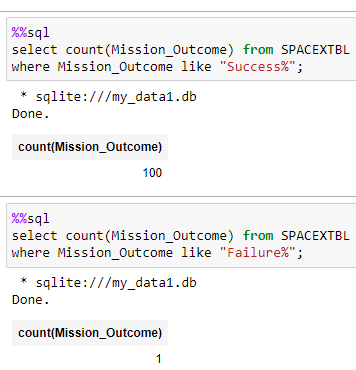 %%sql
select count(Mission_Outcome) from SPACEXTBL
where Mission_Outcome like "Success%";
* sqlite:///my_data1.db
Done.
count(Mission_Outcome)
100
%%sql
select count(Mission_Outcome) from SPACEXTBL
where Mission_Outcome like "Failure%";
* sqlite:///my_data1.db
Done.
count(Mission_Outcome)
1